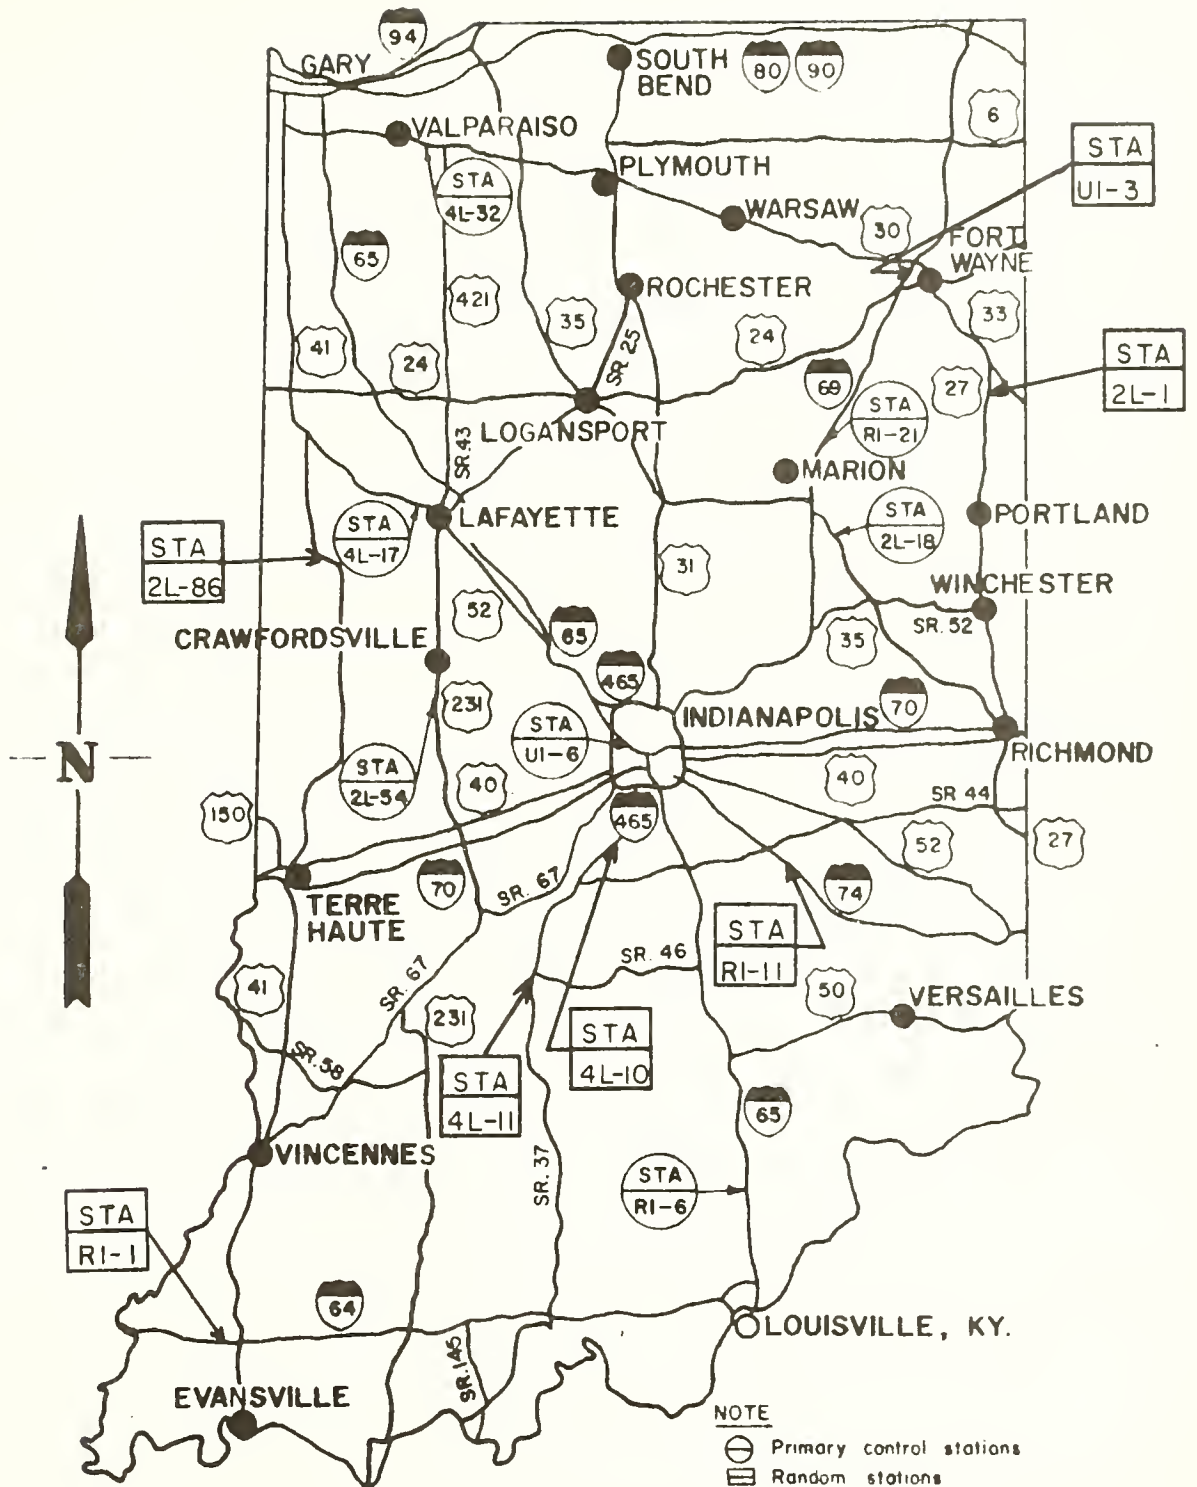 94
GARY
SOUTH
BEND
80
90
6
VALPARAISO
STA
UI-3
PLYMOUTH
STA
4L-32
WARSAW
30
FORT
WAYNE
65
ROCHESTER
421
35
SR 25
24
33
41
24
STA
2L-1
69
27
STA
RI-21
LOGANSPORT
SR.43
MARION
LAFAYETTE
PORTLAND
STA
4L-17
STA
2L-18
STA
2L-86
31
WINCHESTER
52
SR. 52
65
35
CRAWFORDSVILLE
465
231
INDIANAPOLIS
70
STA
UI-6
RICHMOND
N
STA
2L-54
40
40
SR 44
150
465
52
27
70
SR. 67
74
TERRE
HAUTE
STA
RI-11
SR. 46
SR. 67
41
50
VERSAILLES
231
SR.58
STA
4L-10
STA
4L-11
65
VINCENNES
SR. 37
STA
RI-6
STA
RI-1
64
LOUISVILLE, KY.
SR.145
EVANSVILLE
NOTE
Primary control stations
Random stations